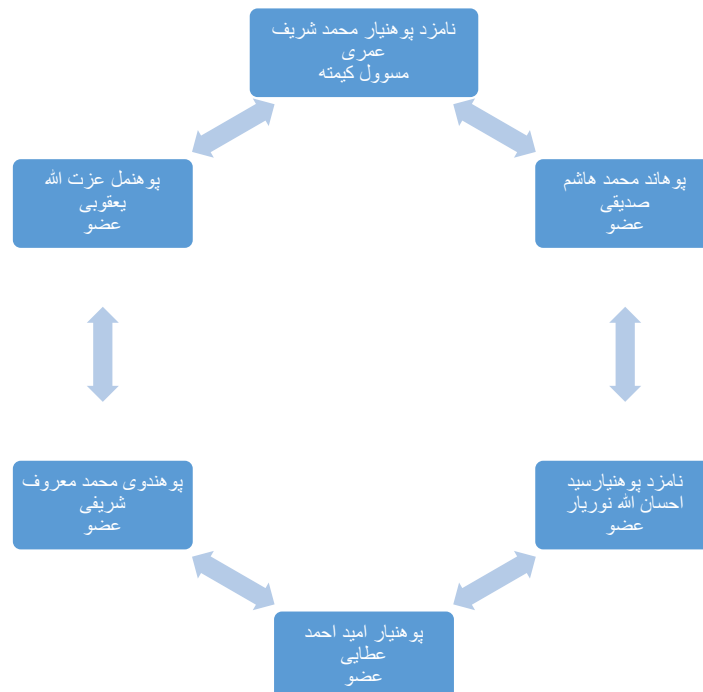 نامزد پوهنیار محمد شریف
عمری
مسوول کیمته
پوهاند محمد هاشم
صدیقی
عضو
نامزد پوهنیارسید
احسان الله نوریار
عضو
پوهنیار امید احمد
عطایی
عضو
پوهندوی محمد معروف
شریفی
عضو
پوهنمل عزت الله
یعقوبی
عضو